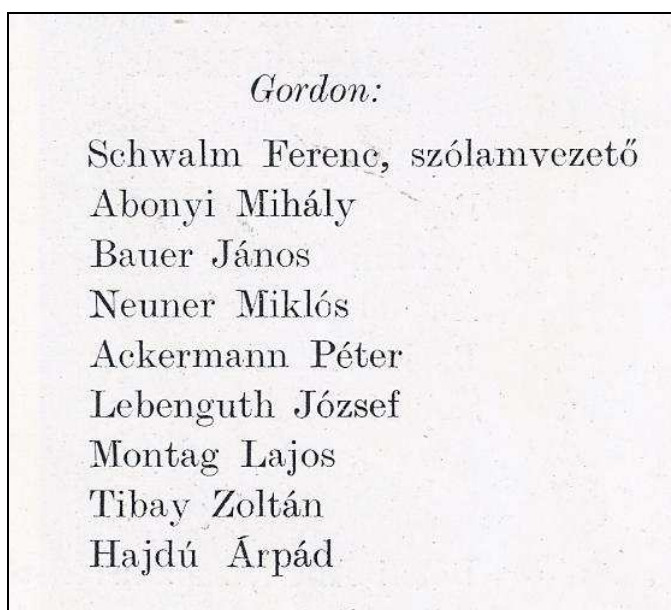 Gordon:
Schwalm Ferenc, szólamvezető
Abonyi Mihály
Bauer János
Neuner Miklós
Ackermann Péter
Lebenguth József
Montag Lajos
Tibay Zoltán
Hajdú Árpád